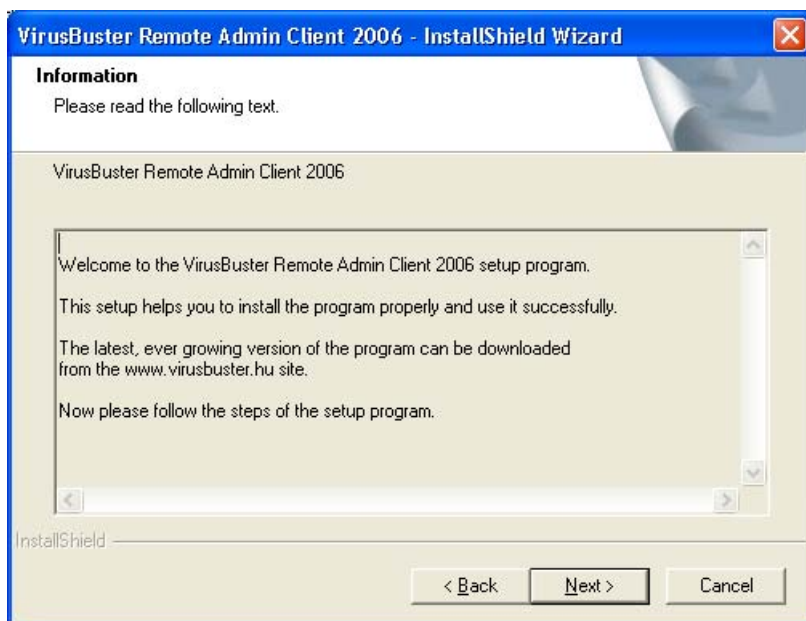 VirusBuster Remote Admin Client 2006 - InstallShield Wizard
Information
Please read the following text.
VirusBuster Remote Admin Client 2006
Welcome to the VirusBuster Remote Admin Client 2006 setup program.
This setup helps you to install the program properly and use it successfully.
The latest, ever growing version of the program can be downloaded
from the www.virusbuster.hu site.
Now please follow the steps of the setup program.
InstallShield
< Back Next > Cancel